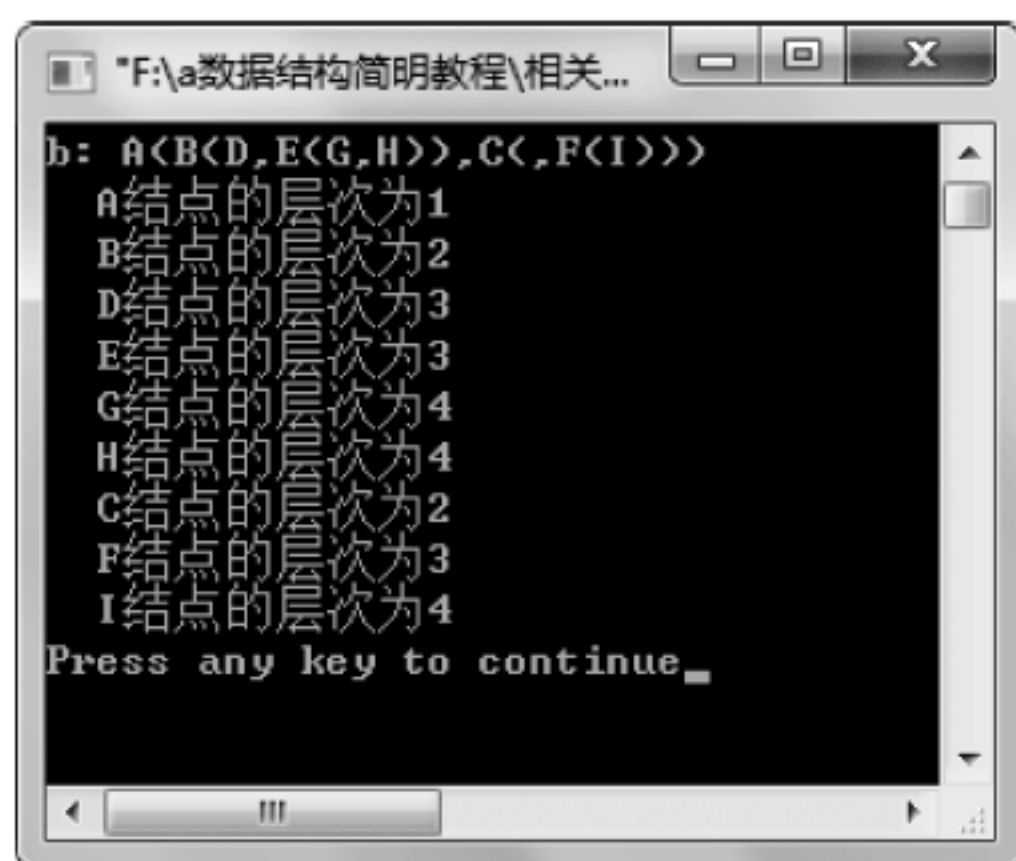 "F:\a数据结构简明教程\相关...
b: A(B(D,E(G,H)),C(,F(I)))
A结点的层次为1
B结点的层次为2
D结点的层次为3
E结点的层次为3
G结点的层次为4
H结点的层次为4
C结点的层次为2
F结点的层次为3
I结点的层次为4
Press any key to continue_